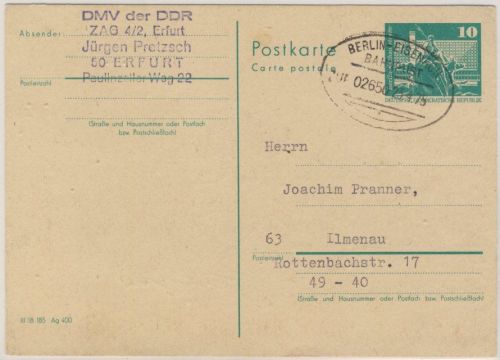 DMV der DDR
Absender:
ZAG 4/2, Erfurt
Jürgen Pretzsch
50 ERFURT
Postleitzahl
Paulinzeller Weg 22
(Straße und Hausnummer oder Postfach
bzw. Postschließfach)
III 18 185 Ag 400
Postkarte
Carte postale
10
DEUTSCHE DEMOKRATISCHE REPUBLIK
BAHNPOST
02650
Herrn
Joachim Pranner,
63 Ilmenau
Postleitzahl
Rottenbachstr. 17
49 - 40
(Straße und Hausnummer oder Postfach bzw. Postschließfach)